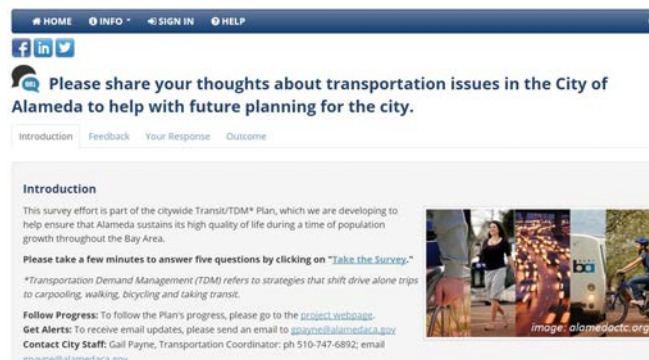 HOME INFO SIGN IN HELP
Please share your thoughts about transportation issues in the City of
Alameda to help with future planning for the city.
Introduction Feedback Your Response Outcome
Introduction
This survey effort is part of the citywide Transit/TDM* Plan, which we are developing to
help ensure that Alameda sustains its high quality of life during a time of population
growth throughout the Bay Area.
Please take a few minutes to answer five questions by clicking on "Take the Survey."
*Transportation Demand Management (TDM) refers to strategies that shift drive alone trips
to carpooling, walking, bicycling and taking transit.
Follow Progress: To follow the Plan's progress, please go to the project webpage.
Get Alerts: To receive email updates, please send an email to gpayne@alamedaca.gov
Contact City Staff: Gail Payne, Transportation Coordinator: ph 510-747-6892; email
gpayne@alamedaca.gov
image: alamedactc.org